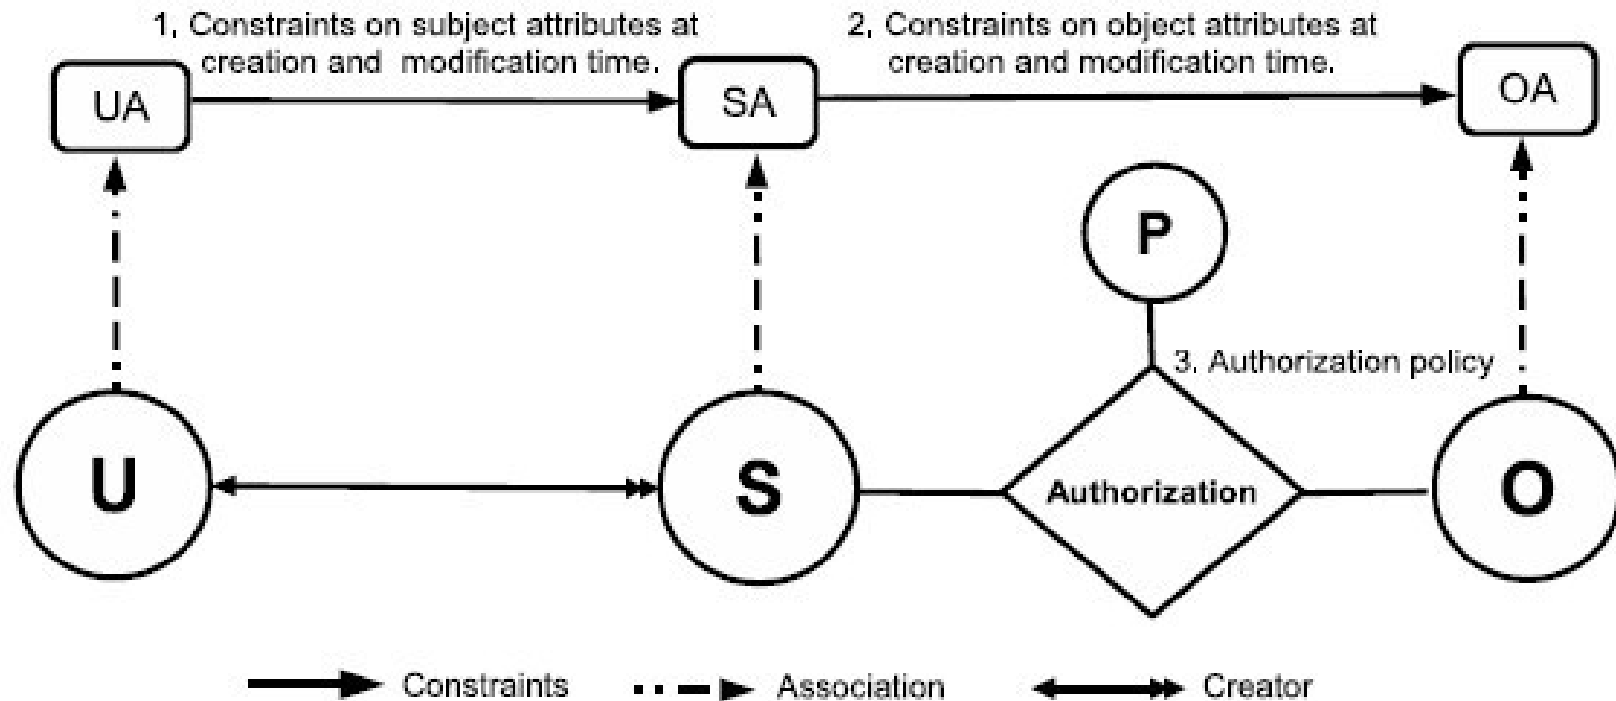 1. Constraints on subject attributes at
creation and modification time.
2. Constraints on object attributes at
creation and modification time.
UA
SA
OA
P
3. Authorization policy
U
S
Authorization
O
Constraints
Association
Creator